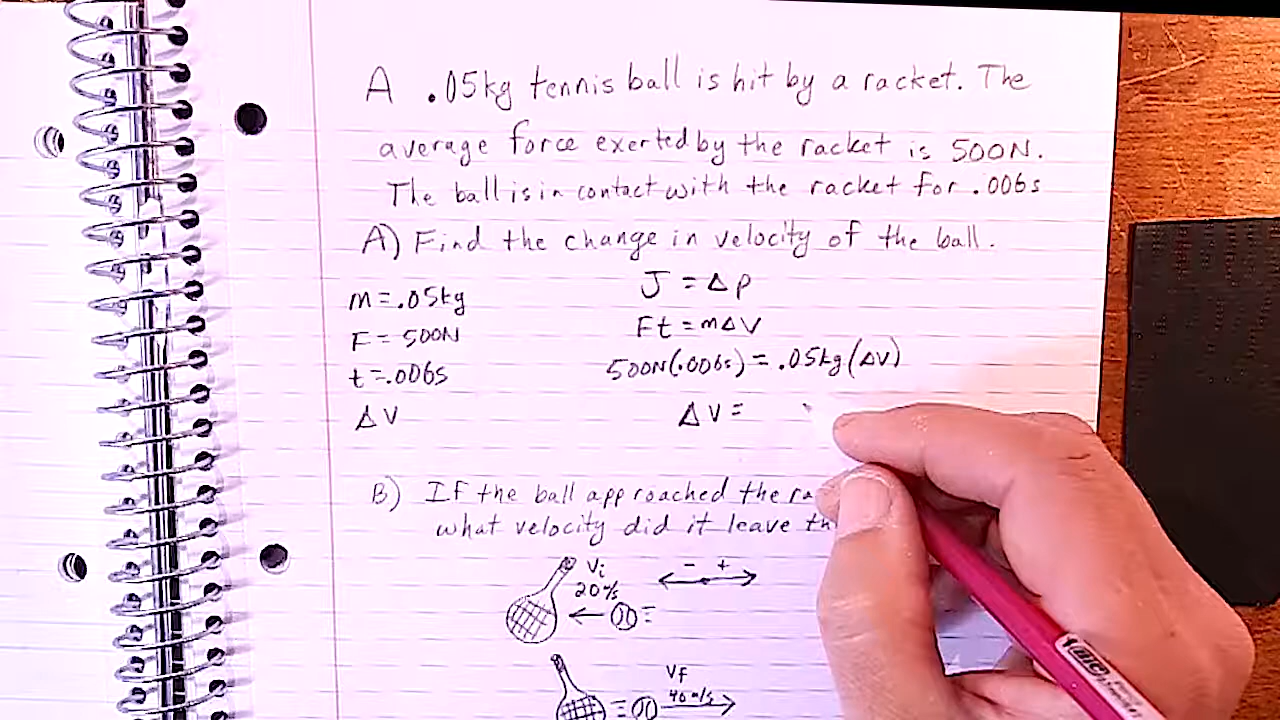 A .05kg tennis ball is hit by a racket. The
average force exerted by the racket is 500N.
The ball is in contact with the racket for .006s
A) Find the change in velocity of the ball.
m=.05kg
F=500N
t=.006s
ΔV
J=Δp
Ft=mΔV
500N(.006s)=.05kg(ΔV)
ΔV=
B) If the ball approached the
what velocity did it leave
Vi
20m/s
- +
Vf
40m/s
BIC